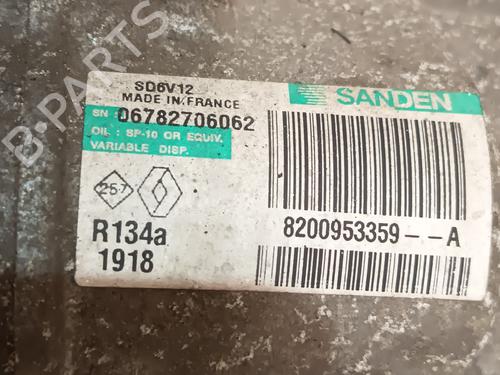 SD6V12
MADE IN FRANCE
SANDEN
SN 06782706062
OIL : SP-10 OR EQUIV.
VARIABLE DISP.
257
R134a
1918
8200953359--A
B-PARTS